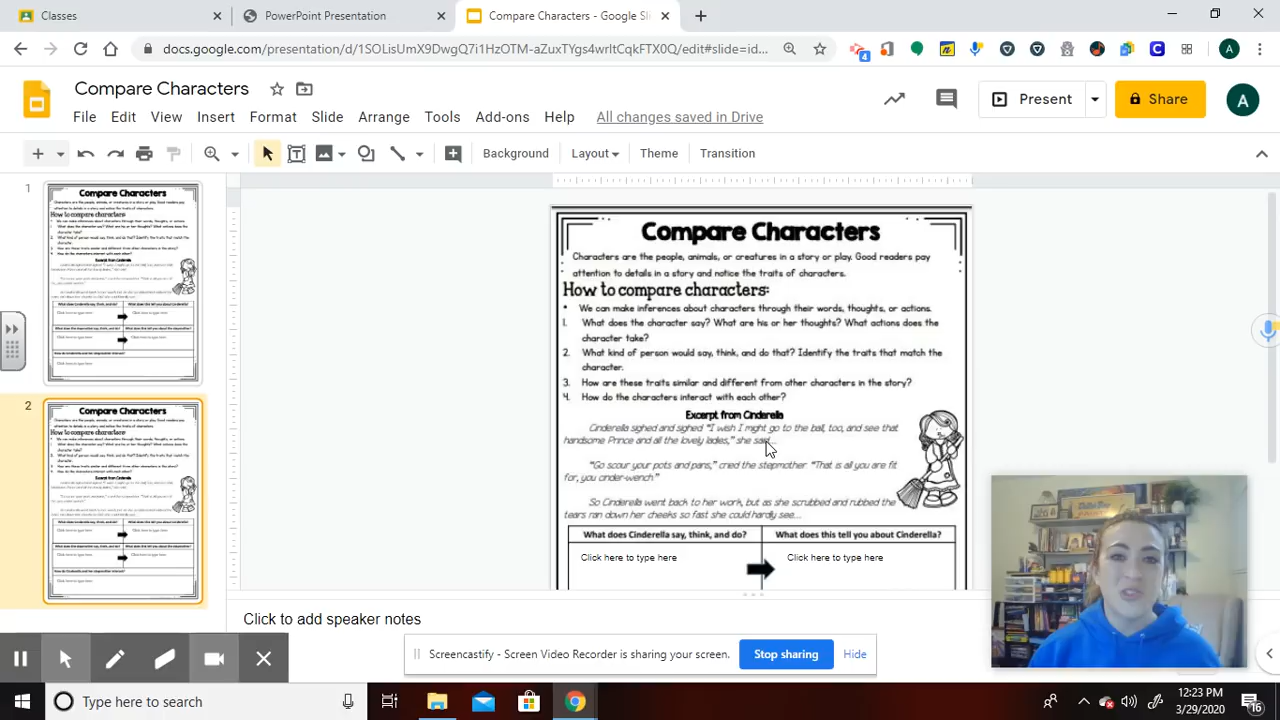 Classes
PowerPoint Presentation
Compare Characters - Google Sli
docs.google.com/presentation/d/1SOLisUmX9DwgQ7i1HzOTM-aZuxTYgs4wrltCqkFTX0Q/edit#slide=id...
4
A
Compare Characters
Present
Share
A
File Edit View Insert Format Slide Arrange Tools Add-ons Help All changes saved in Drive
Background Layout Theme Transition
1
2
Compare Characters
Characters are the people, animals, or creatures in a story or play. Good readers pay
attention to details in a story and notice the traits of characters.
How to compare characters:
We can make inferences about characters through their words, thoughts, or actions.
What does the character say? What are his or her thoughts? What actions does the
character take?
2. What kind of person would say, think, and do that? Identify the traits that match the
character.
3. How are these traits similar and different from other characters in the story?
4. How do the characters interact with each other?
Excerpt from Cinderella
Cinderella sighed and sighed "I wish I might go to the ball, too, and see that
handsome Prince and all the lovely ladies," she said
"Go scour your pots and pans," cried the stepmother "That is all you are fit
for, you cinder-wench"
So Cinderella went back to her work, but as she scrubbed and rubbed the
tears ran down her cheeks so fast she could hardly see...
What does Cinderella say, think, and do? What does this tell you about Cinderella?
Click here to type here Click here to type here
Click to add speaker notes
Screencastify - Screen Video Recorder is sharing your screen. Stop sharing Hide
Type here to search
12:23 PM
3/29/2020
16